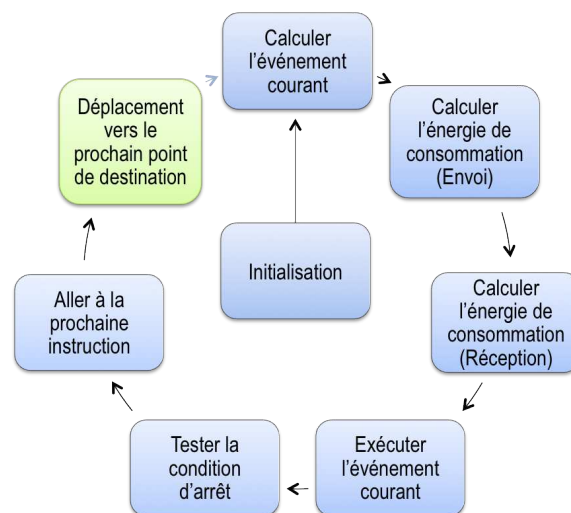 Calculer
l'événement
courant
Déplacement
vers le
prochain point
de destination
Calculer
l'énergie de
consommation
(Envoi)
Initialisation
Aller à la
prochaine
instruction
Calculer
l'énergie de
consommation
(Réception)
Tester la
condition
d'arrêt
Exécuter
l'événement
courant